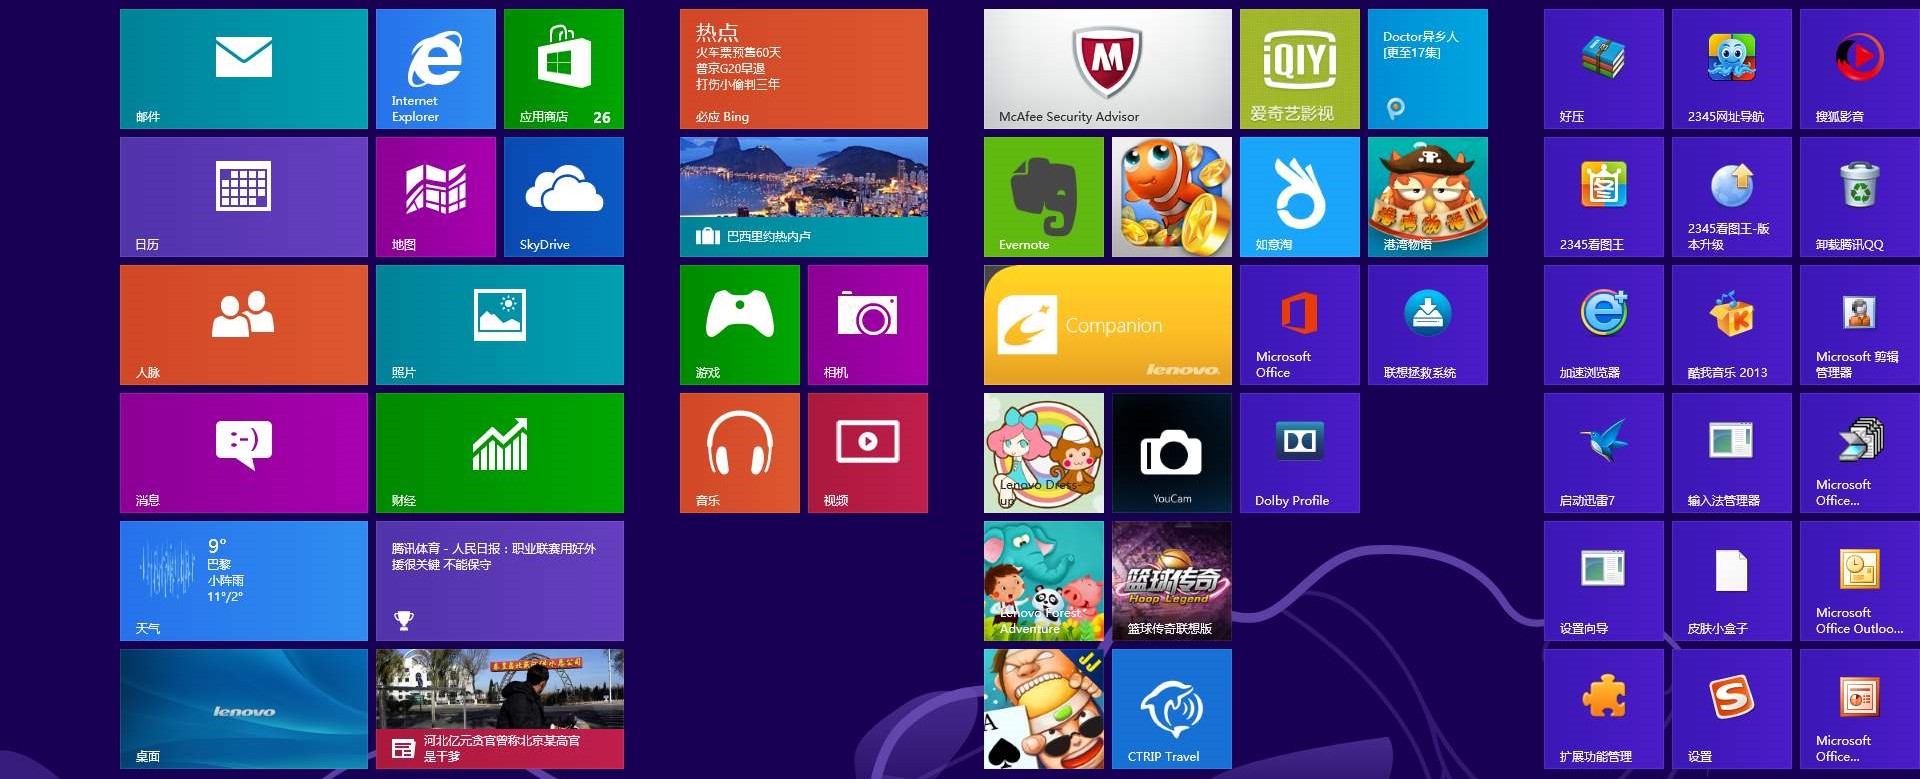 邮件
Internet
Explorer
应用商店
26
日历
地图
SkyDrive
人脉
照片
:-)
消息
财经
9°
巴黎
小阵雨
11°/2°
天气
腾讯体育 - 人民日报：职业联赛用好外
援很关键 不能保守
lenovo
桌面
河北亿元贪官曾称北京某高官
是干爹
热点
火车票预售60天
普京G20早退
打伤小偷判三年
必应 Bing
巴西里约热内卢
游戏
相机
音乐
视频
M
McAfee Security Advisor
iQIYI
爱奇艺影视
Doctor异乡人
[更至17集]
Evernote
如意淘
港湾物语II
港湾物语
Companion
lenovo
Microsoft
Office
联想拯救系统
Lenovo Dress-
up
YouCam
Dolby Profile
Lenovo Forest
Adventure
篮球传奇
Hoop Legend
篮球传奇联想版
JJ
A
CTRIP Travel
好压
2345网址导航
搜狐影音
2345看图王
2345看图王-版
本升级
卸载腾讯QQ
加速浏览器
酷我音乐 2013
Microsoft 剪辑
管理器
启动迅雷7
输入法管理器
Microsoft
Office...
设置向导
皮肤小盒子
Microsoft
Office Outloo...
扩展功能管理
设置
Microsoft
Office...